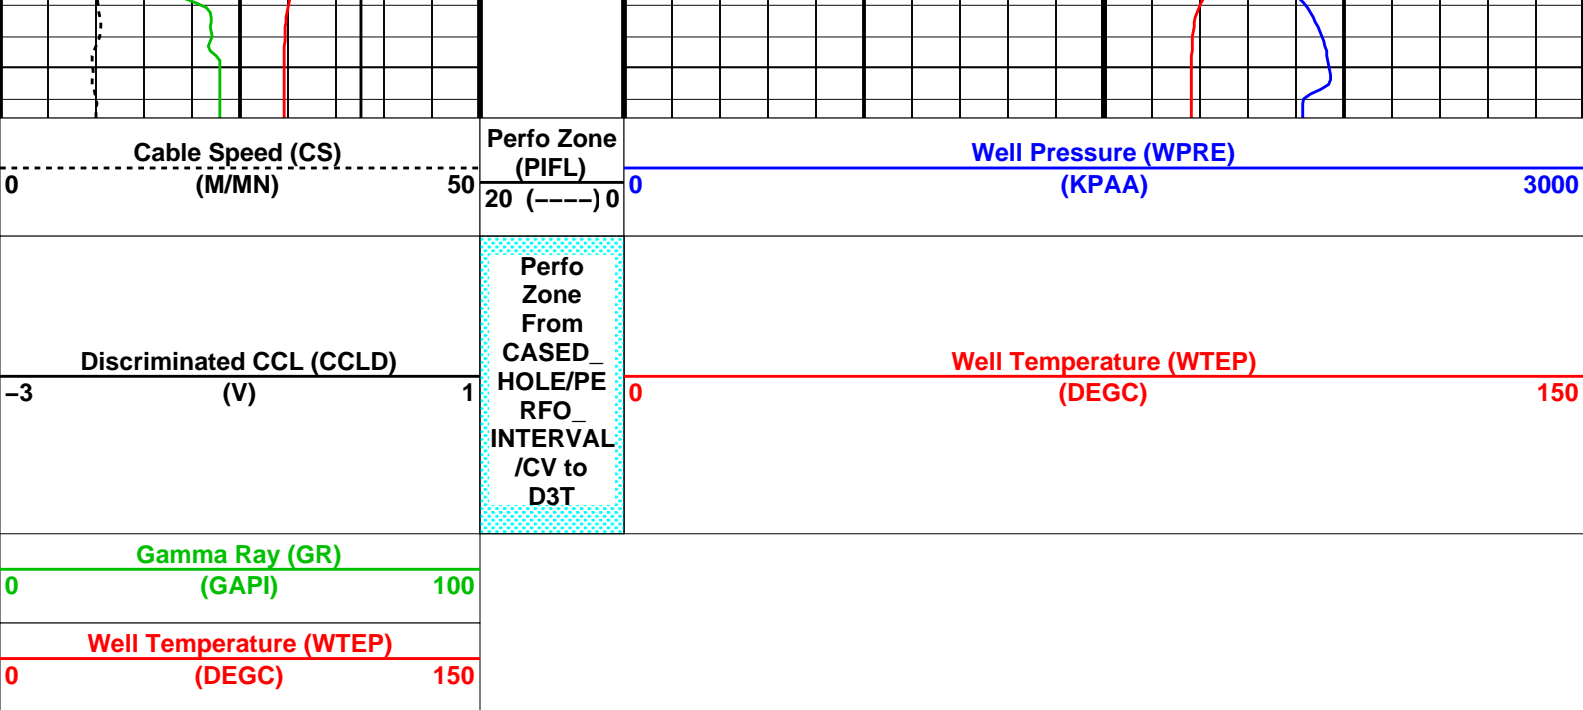 Cable Speed (CS)
0 (M/MN) 50
Perfo Zone
(PIFL)
20 (−−−−) 0
Well Pressure (WPRE)
0 (KPAA) 3000
Discriminated CCL (CCLD)
−3 (V) 1
Perfo
Zone
From
CASED_
HOLE/PE
RFO_
INTERVAL
/CV to
D3T
Well Temperature (WTEP)
0 (DEGC) 150
Gamma Ray (GR)
0 (GAPI) 100
Well Temperature (WTEP)
0 (DEGC) 150